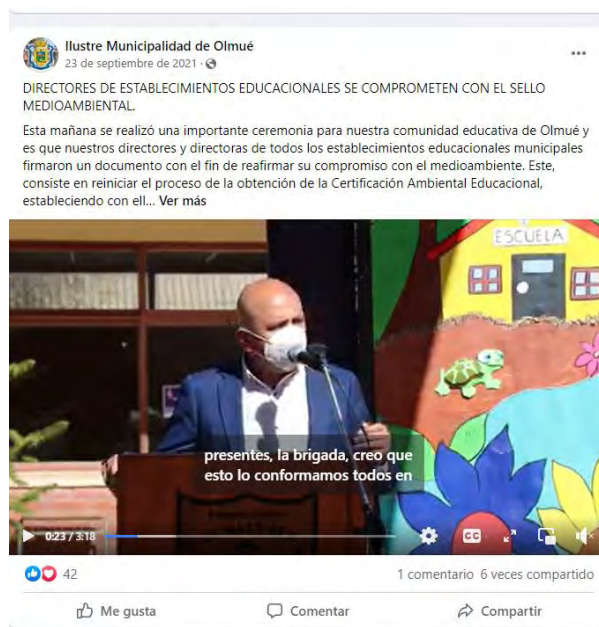 Ilustre Municipalidad de Olmué
23 de septiembre de 2021 ·
DIRECTORES DE ESTABLECIMIENTOS EDUCACIONALES SE COMPROMETEN CON EL SELLO
MEDIOAMBIENTAL.
Esta mañana se realizó una importante ceremonia para nuestra comunidad educativa de Olmué y
es que nuestros directores y directoras de todos los establecimientos educacionales municipales
firmaron un documento con el fin de reafirmar su compromiso con el medioambiente. Este,
consiste en reiniciar el proceso de la obtención de la Certificación Ambiental Educacional,
estableciendo con ell... Ver más
ESCUELA
presentes, la brigada, creo que
esto lo conformamos todos en
0:23 / 3:18
CC
42
1 comentario 6 veces compartido
Me gusta
Comentar
Compartir